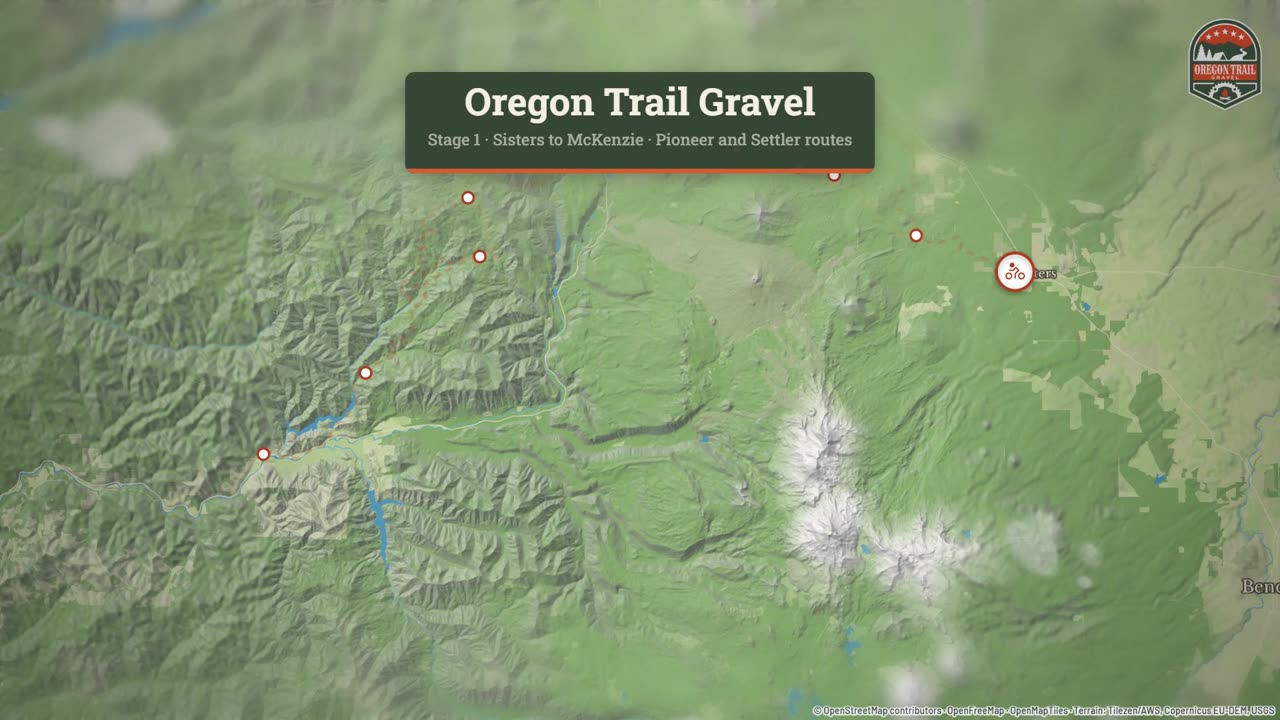 Oregon Trail Gravel
Stage 1 · Sisters to McKenzie · Pioneer and Settler routes
OREGON TRAIL
GRAVEL
© OpenStreetMap contributors · OpenFreeMap · OpenMapTiles · Terrain: Tilezen/AWS, Copernicus EU-DEM, USGS